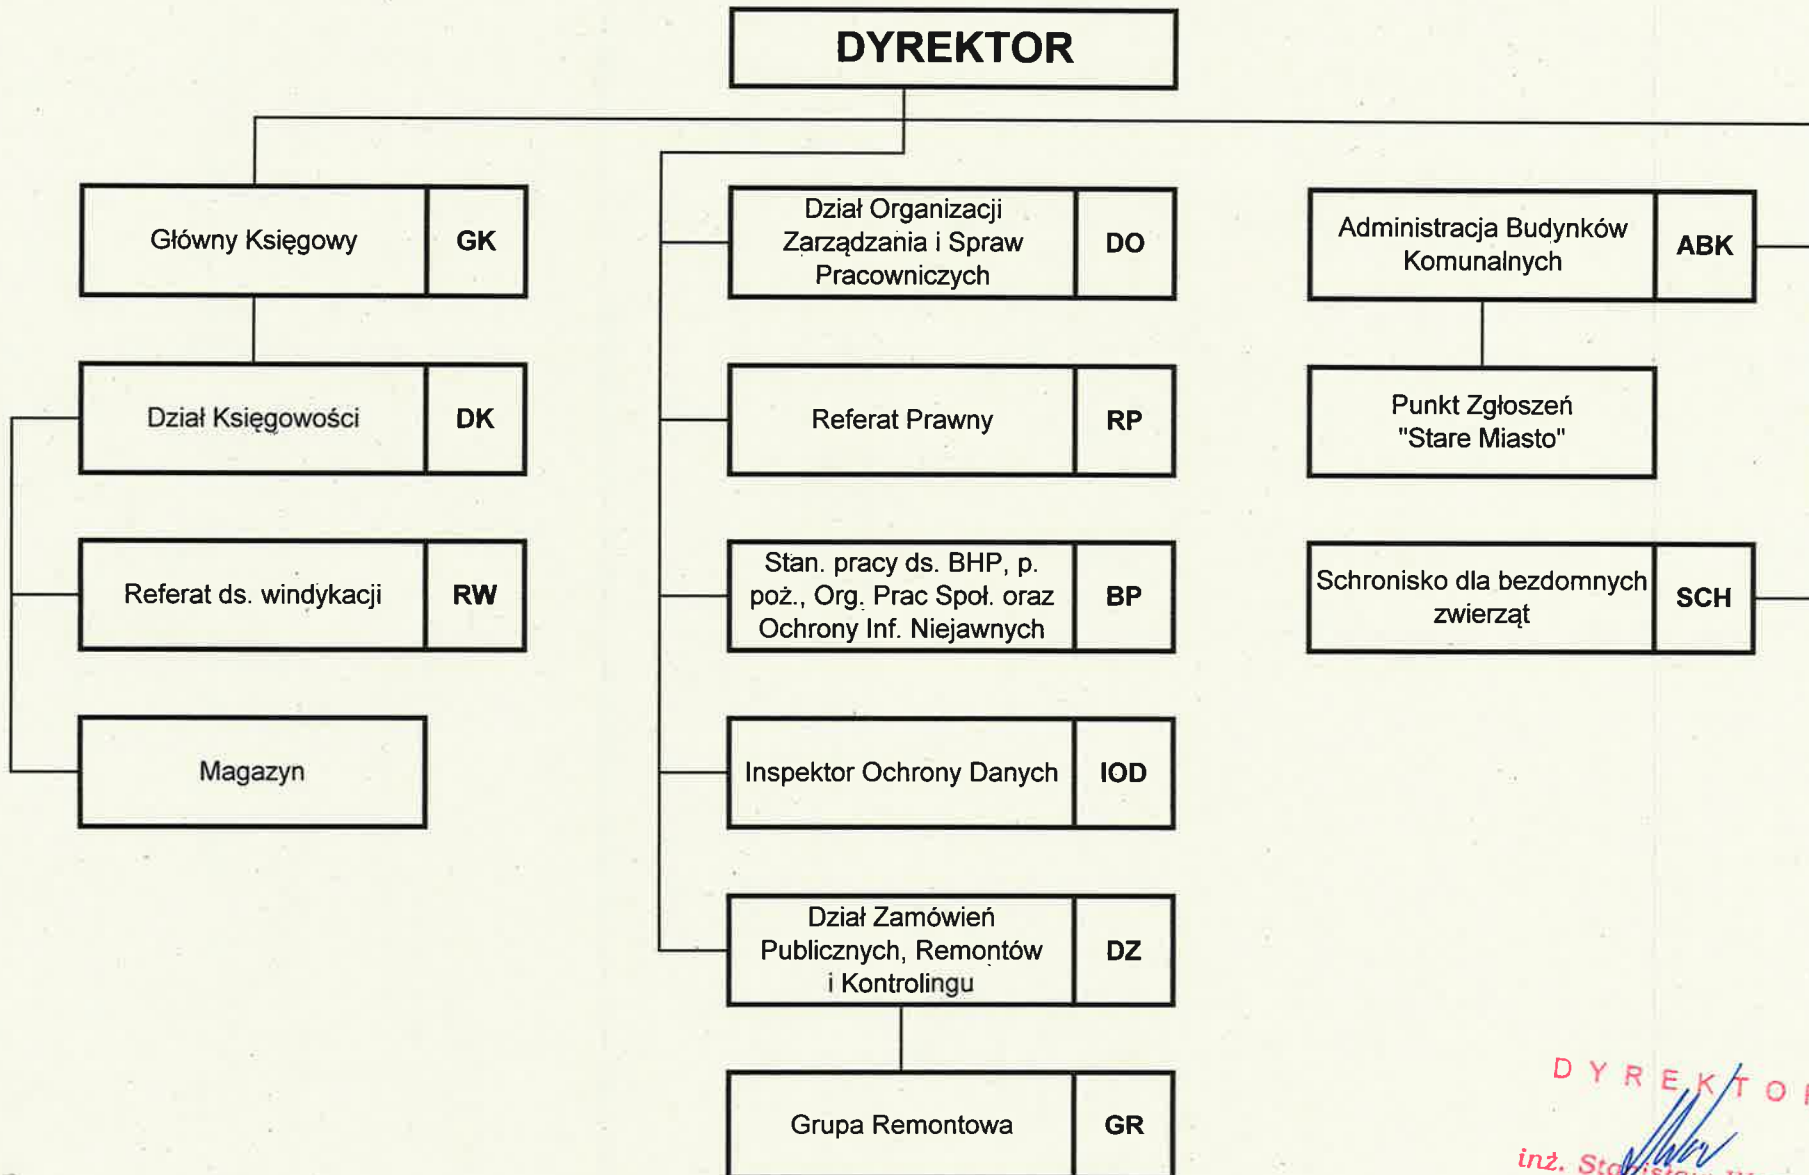 DYREKTOR
Główny Księgowy
GK
Dział Księgowości
DK
Referat ds. windykacji
RW
Magazyn
Dział Organizacji
Zarządzania i Spraw
Pracowniczych
DO
Referat Prawny
RP
Stan. pracy ds. BHP, p.
poż., Org. Prac Społ. oraz
Ochrony Inf. Niejawnych
BP
Inspektor Ochrony Danych
IOD
Dział Zamówień
Publicznych, Remontów
i Kontrolingu
DZ
Grupa Remontowa
GR
Administracja Budynków
Komunalnych
ABK
Punkt Zgłoszeń
"Stare Miasto"
Schronisko dla bezdomnych
zwierząt
SCH
DYREKTOR
inż.